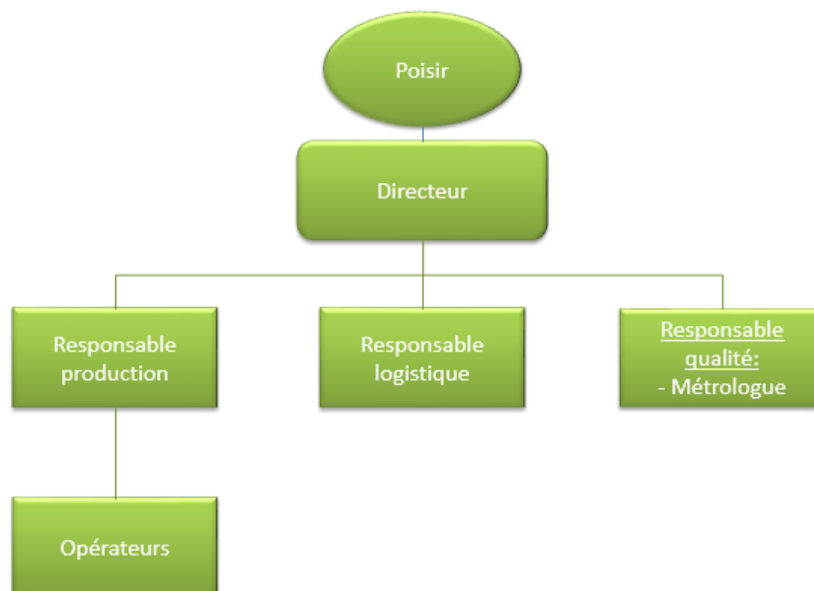 Poisir
Directeur
Responsable
production
Responsable
logistique
Responsable
qualité:
- Métrologue
Opérateurs